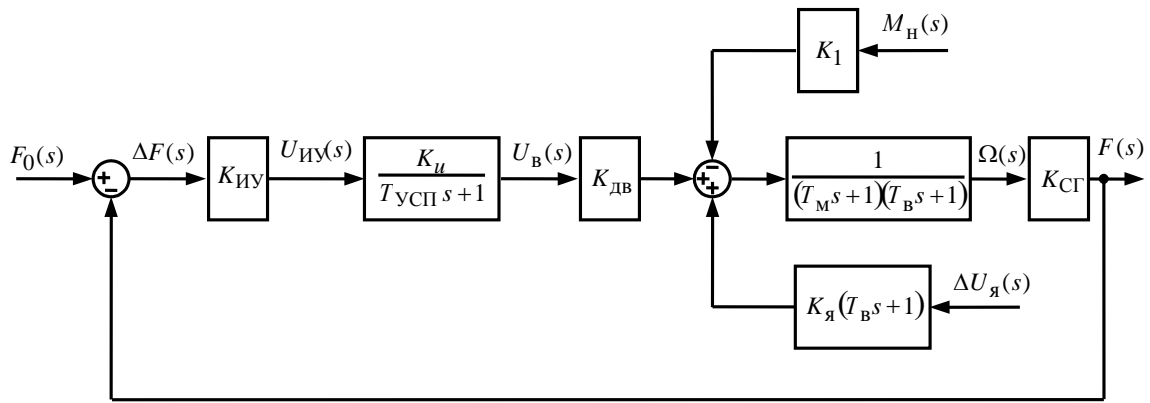 M_н(s)
K_1
F_0(s)
ΔF(s)
K_ИУ
U_ИУ(s)
K_u
T_УСП s+1
U_в(s)
K_дв
1
(T_м s+1)(T_в s+1)
Ω(s)
K_СГ
F(s)
K_я(T_в s+1)
ΔU_я(s)